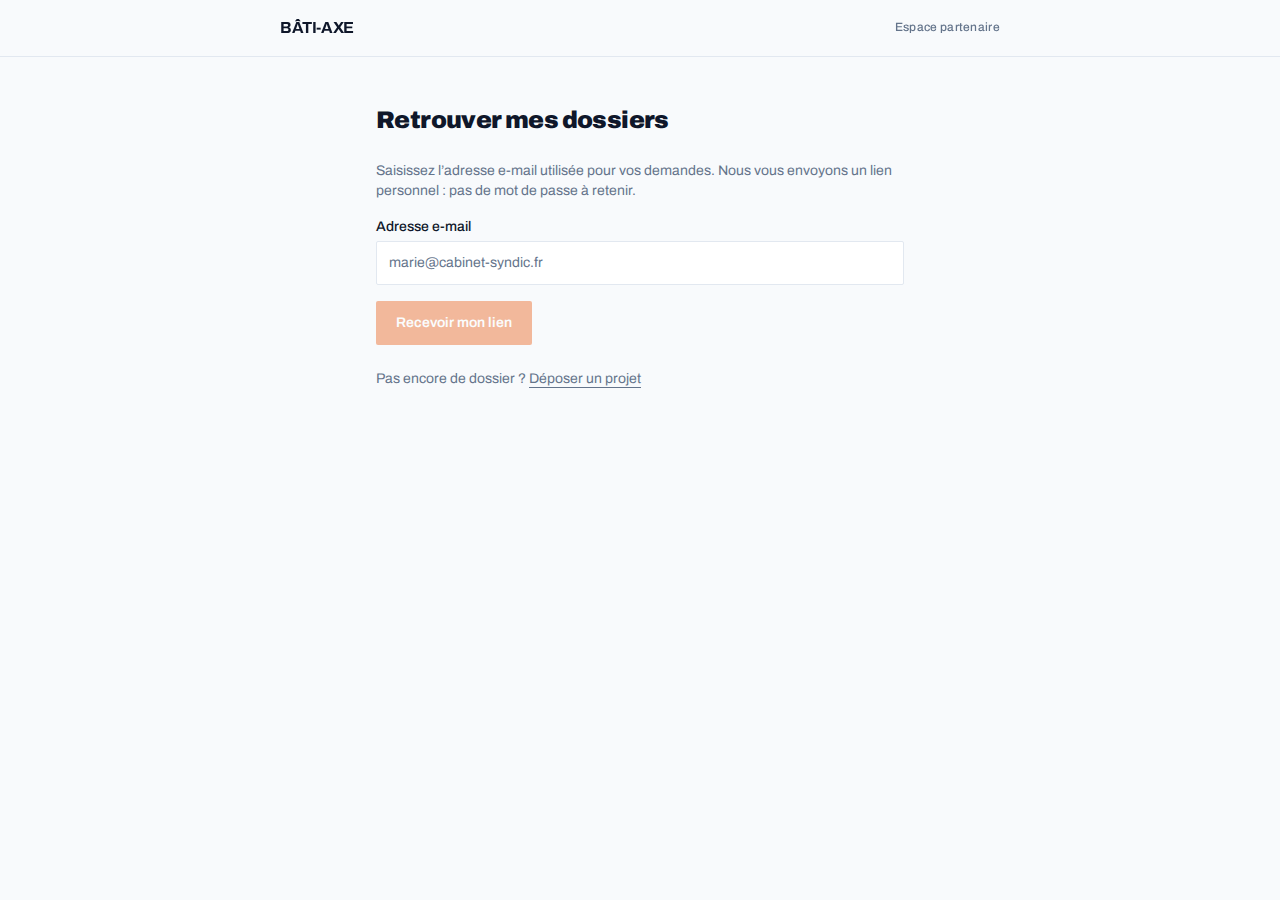 BÂTI-AXE
Espace partenaire
Retrouver mes dossiers
Saisissez l’adresse e-mail utilisée pour vos demandes. Nous vous envoyons un lien
personnel : pas de mot de passe à retenir.
Adresse e-mail
marie@cabinet-syndic.fr
Recevoir mon lien
Pas encore de dossier ? Déposer un projet